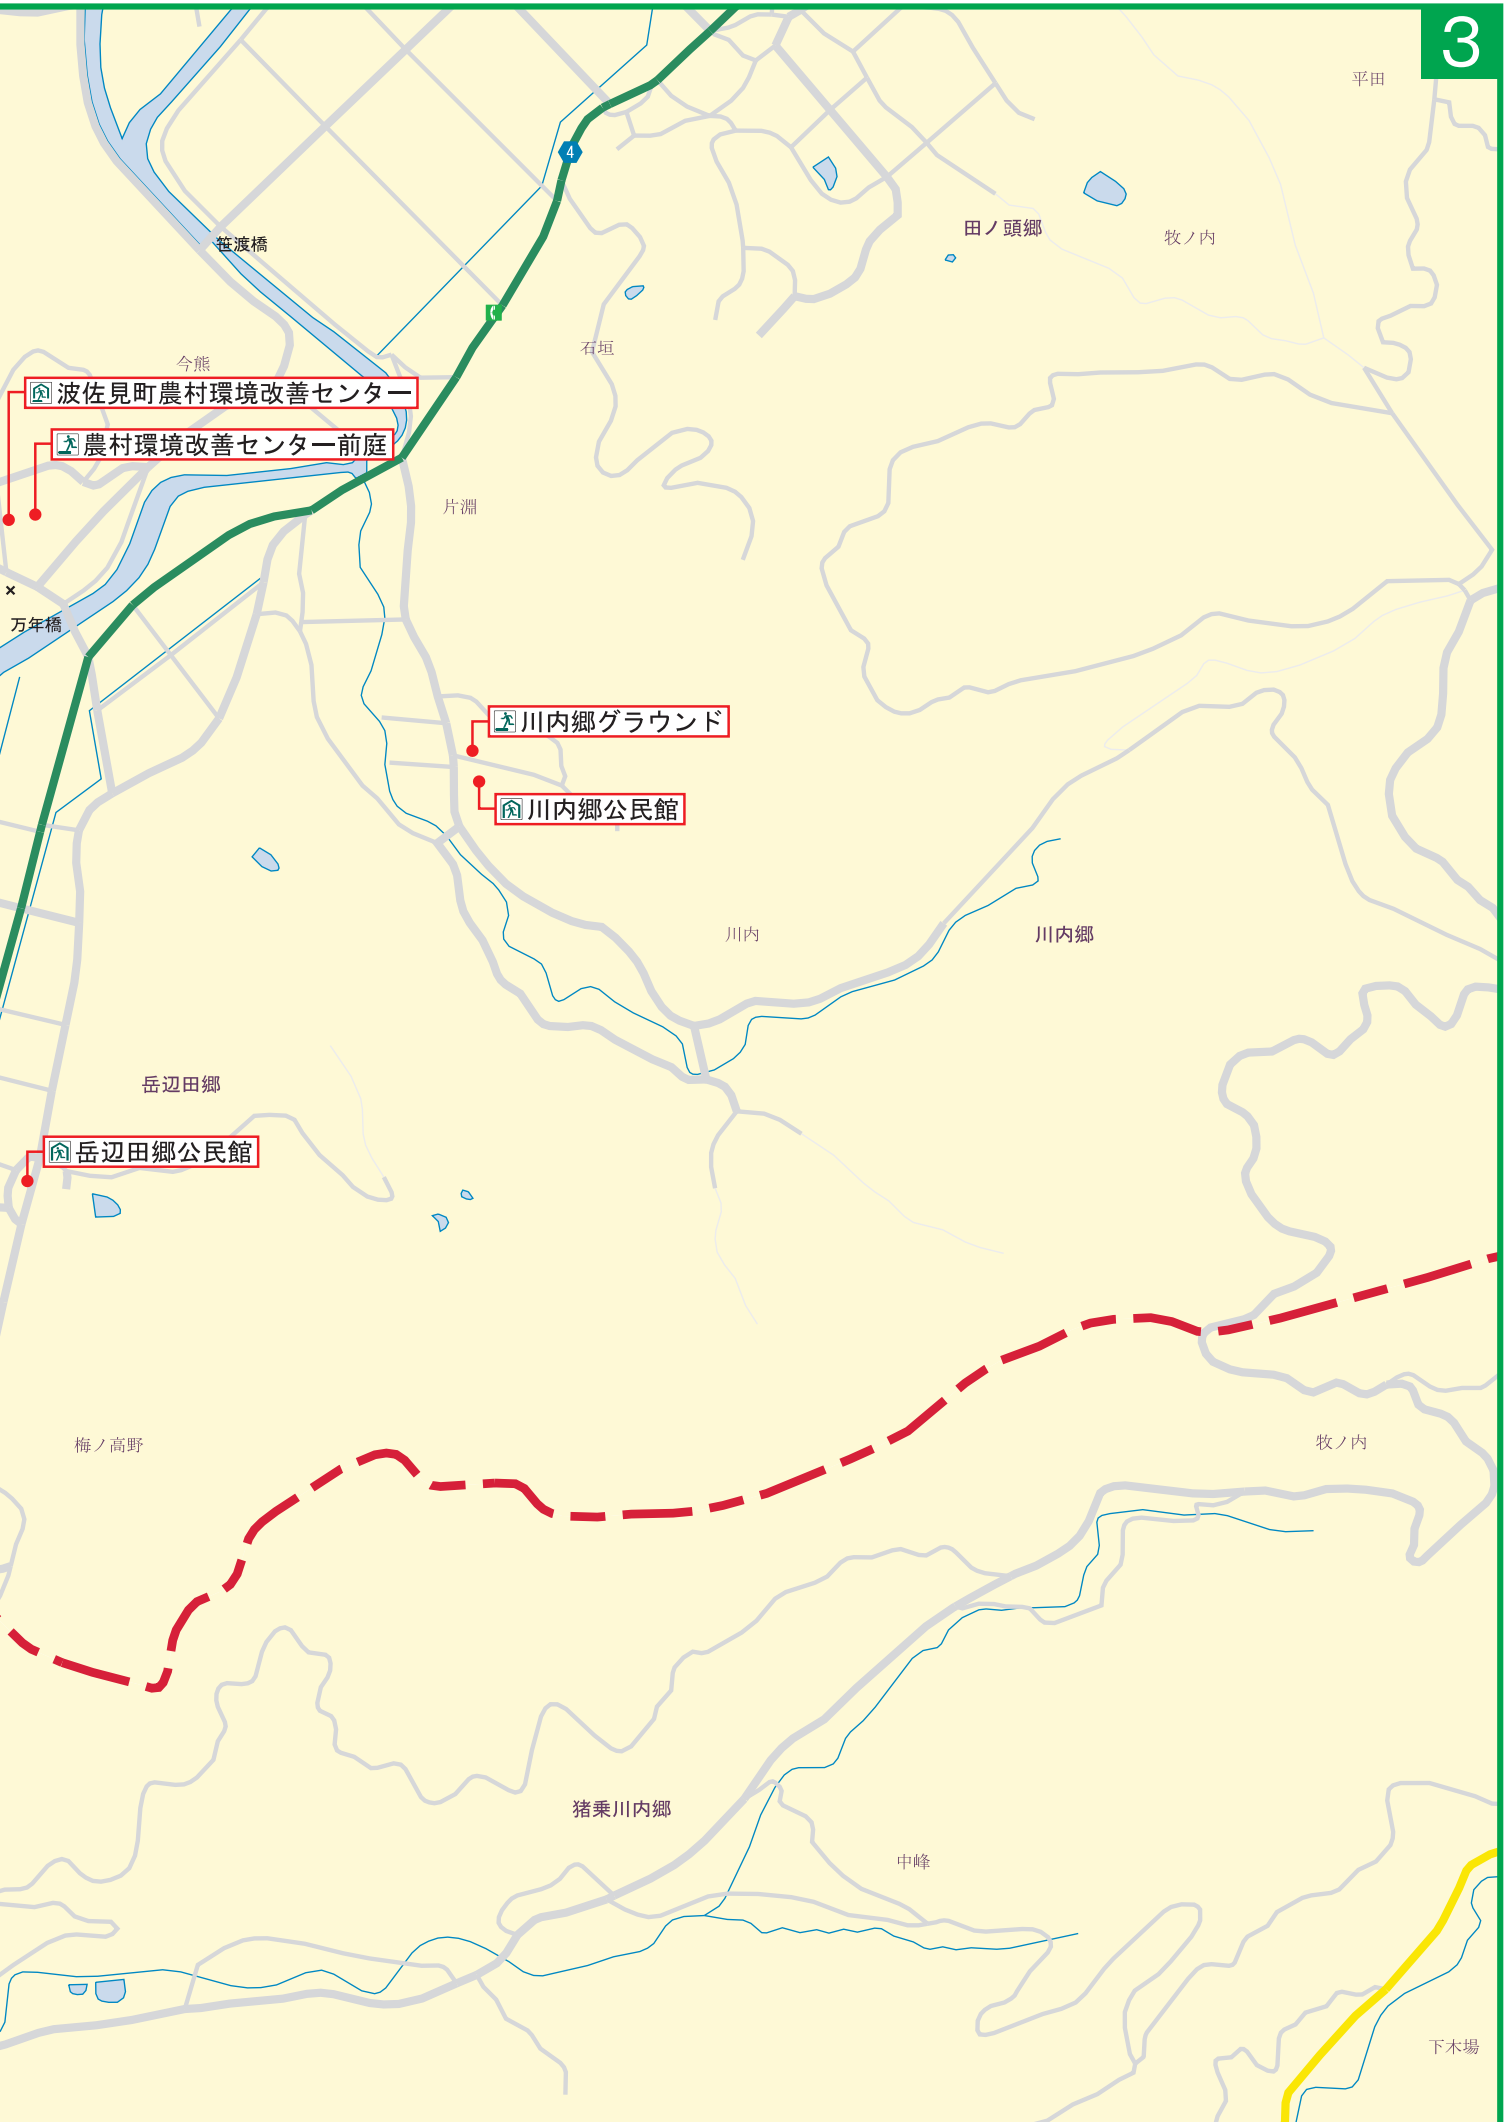 3
平田
4
田ノ頭郷
牧ノ内
笹渡橋
石垣
今熊
波佐見町農村環境改善センター
農村環境改善センター前庭
片淵
万年橋
川内郷グラウンド
川内郷公民館
川内
川内郷
岳辺田郷
岳辺田郷公民館
梅ノ高野
牧ノ内
猪乗川内郷
中峰
下木場